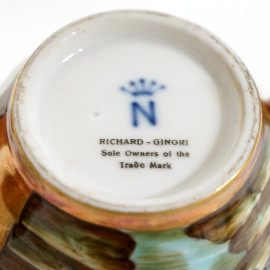 N
RICHARD - GINORI
Sole Owners of the
Trade Mark